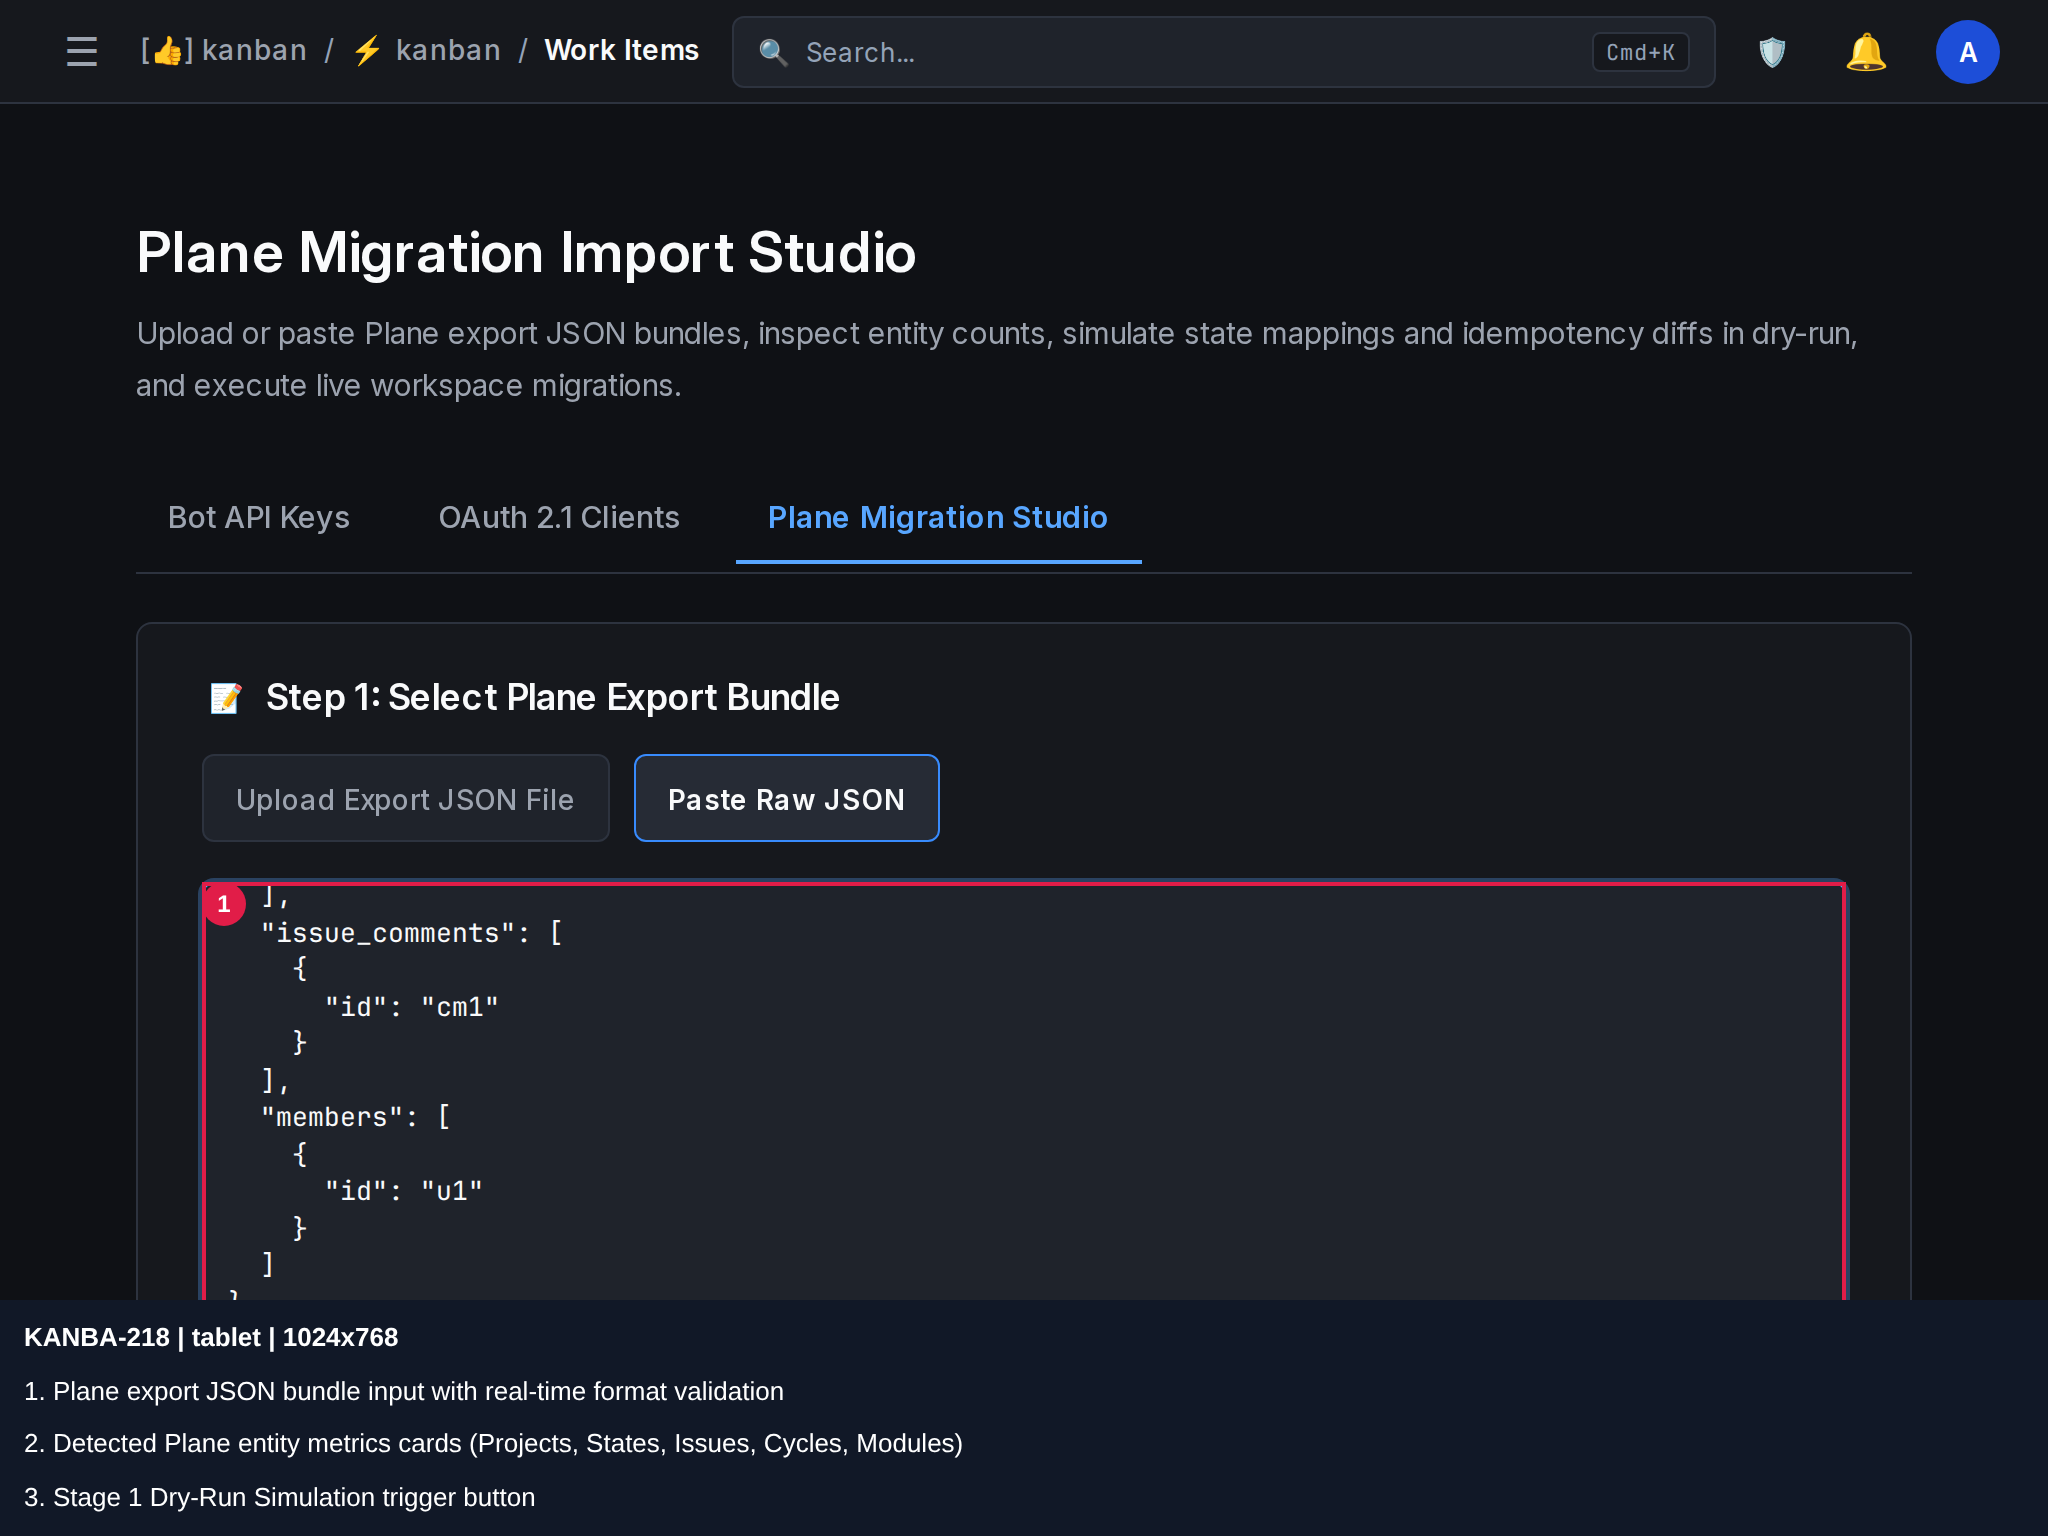 [👍] kanban / ⚡ kanban / Work Items
Search...
Cmd+K
A
Plane Migration Import Studio
Upload or paste Plane export JSON bundles, inspect entity counts, simulate state mappings and idempotency diffs in dry-run,
and execute live workspace migrations.
Bot API Keys
OAuth 2.1 Clients
Plane Migration Studio
Step 1: Select Plane Export Bundle
Upload Export JSON File
Paste Raw JSON
1
],
"issue_comments": [
{
"id": "cm1"
}
],
"members": [
{
"id": "u1"
}
]
}
KANBA-218 | tablet | 1024x768
1. Plane export JSON bundle input with real-time format validation
2. Detected Plane entity metrics cards (Projects, States, Issues, Cycles, Modules)
3. Stage 1 Dry-Run Simulation trigger button